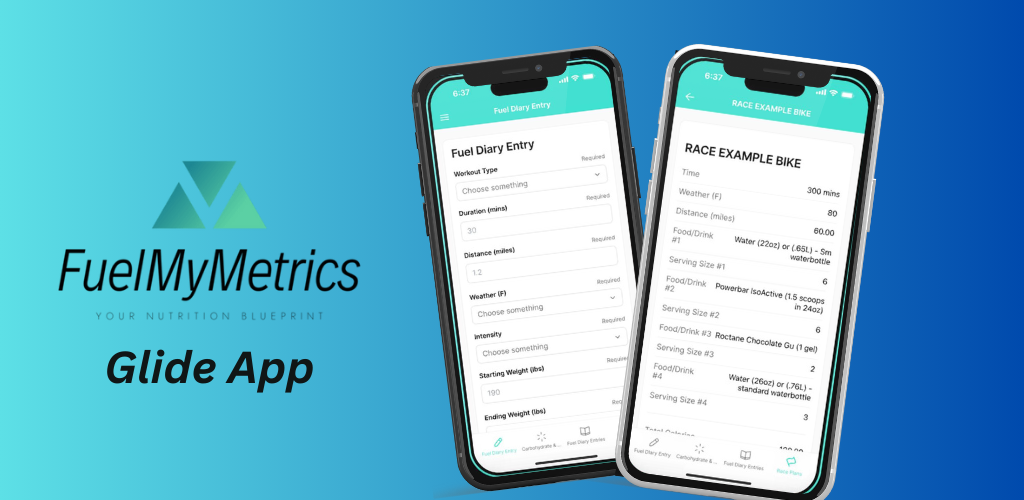 FuelMyMetrics
YOUR NUTRITION BLUEPRINT
Glide App
6:37
Fuel Diary Entry
Fuel Diary Entry
Workout Type
Required
Choose something
Duration (mins)
Required
30
Distance (miles)
Required
1.2
Weather (F)
Required
Choose something
Intensity
Required
Choose something
Starting Weight (lbs)
Required
190
Ending Weight (lbs)
Fuel Diary Entry
Carbohydrate & ...
Fuel Diary Entries
6:37
RACE EXAMPLE BIKE
RACE EXAMPLE BIKE
Time
300 mins
Weather (F)
80
Distance (miles)
60.00
Food/Drink
#1
Water (22oz) or (.65L) - Sm
waterbottle
Serving Size #1
6
Food/Drink
#2
Powerbar isoActive (1.5 scoops
in 24oz)
Serving Size #2
6
Food/Drink #3
Roctane Chocolate Gu (1 gel)
Serving Size #3
2
Food/Drink
#4
Water (26oz) or (.76L) -
standard waterbottle
Serving Size #4
3
Fuel Diary Entry
Carbohydrate & ...
Fuel Diary Entries
Race Plans